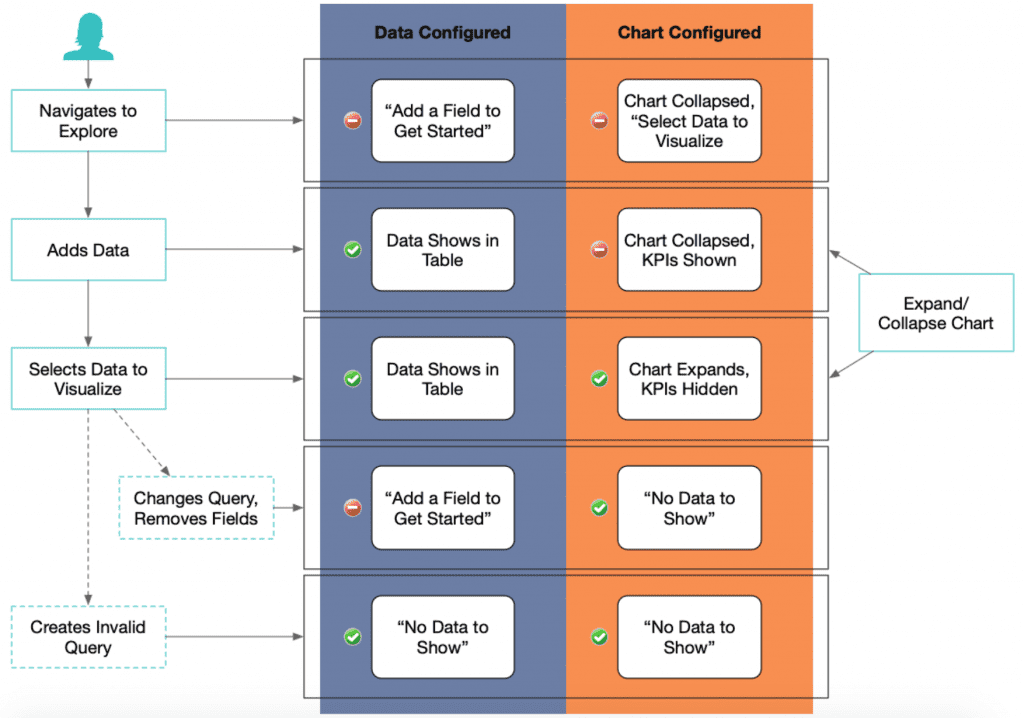 Data Configured
Chart Configured
Navigates to
Explore
“Add a Field to
Get Started”
Chart Collapsed,
“Select Data to
Visualize
Adds Data
Data Shows in
Table
Chart Collapsed,
KPIs Shown
Expand/
Collapse Chart
Selects Data to
Visualize
Data Shows in
Table
Chart Expands,
KPIs Hidden
Changes Query,
Removes Fields
“Add a Field to
Get Started”
“No Data to
Show”
Creates Invalid
Query
“No Data to
Show”
“No Data to
Show”